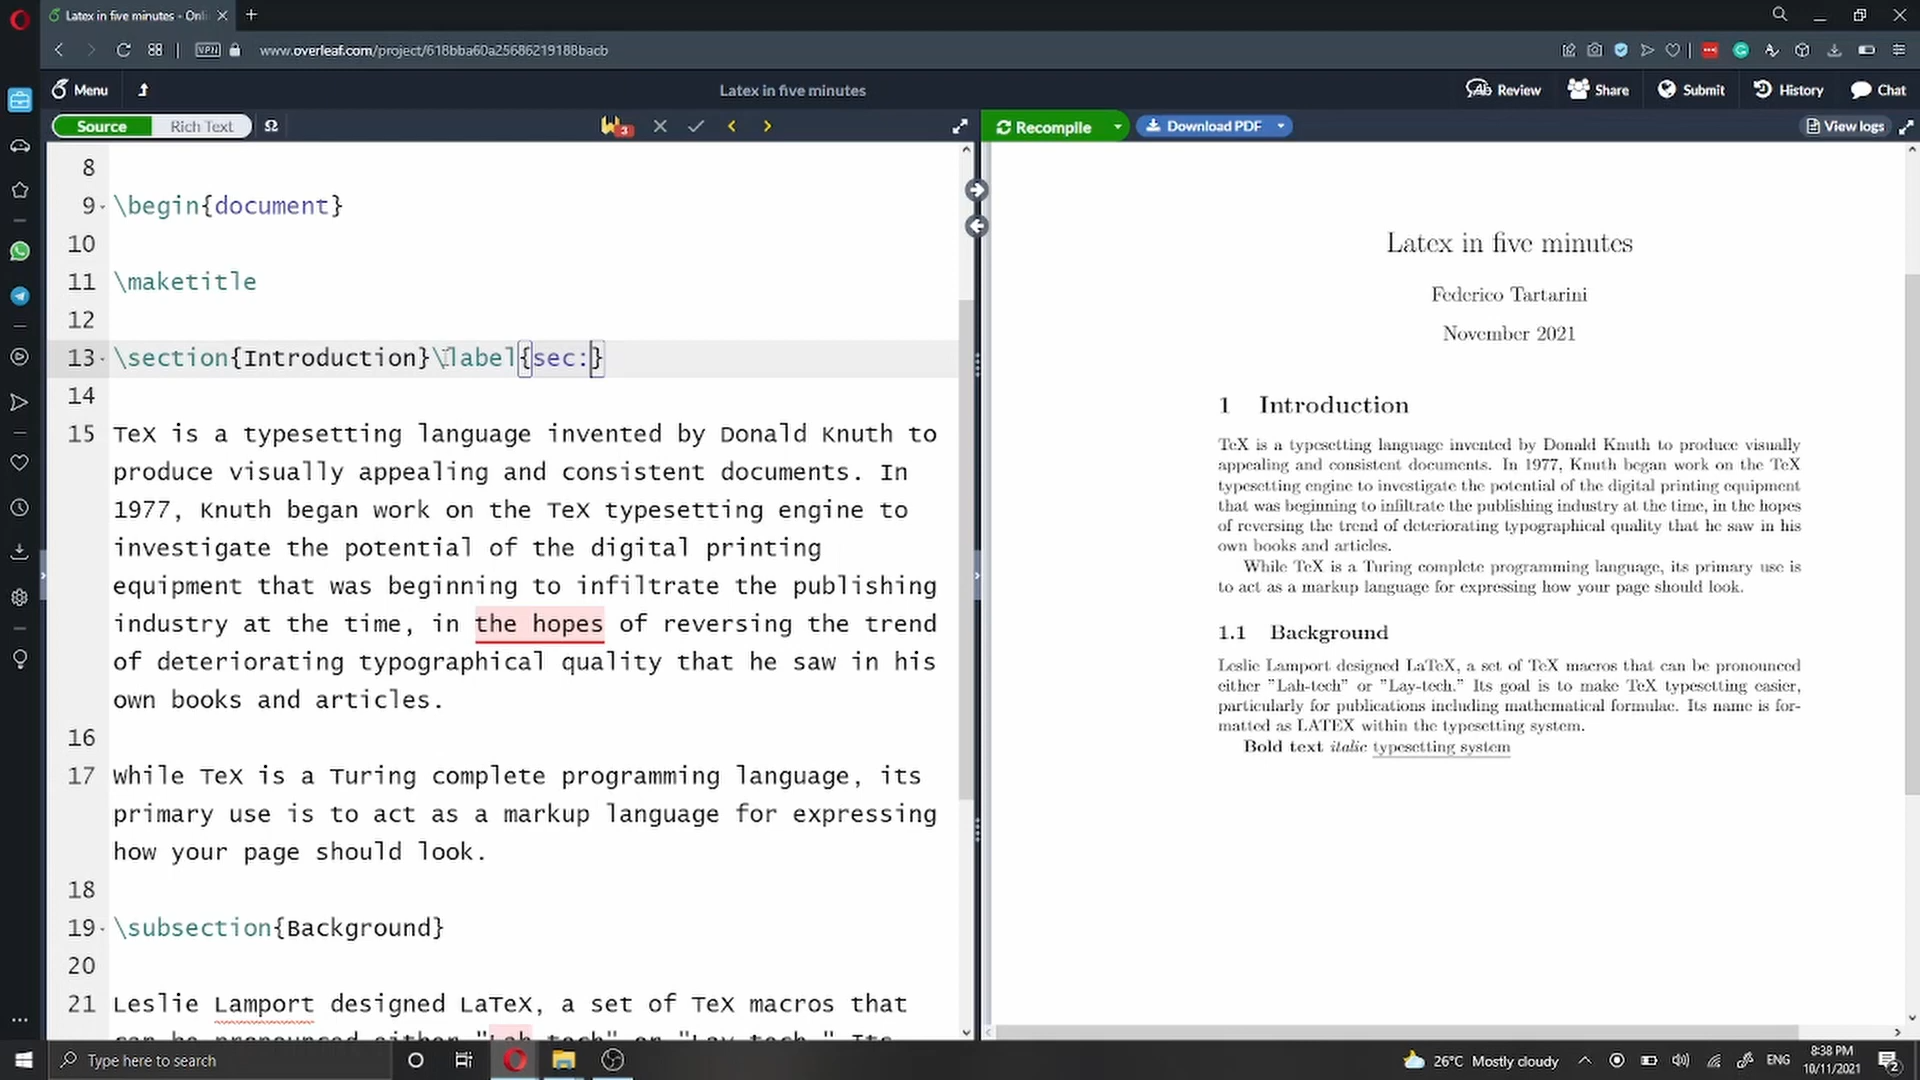 Latex in five minutes - Onli
VPN
www.overleaf.com/project/618bba60a25686219188bacb
Menu
Latex in five minutes
Review
Share
Submit
History
Chat
Source
Rich Text
Ω
3
Recompile
Download PDF
View logs
8
9 \begin{document}
10
11 \maketitle
12
13 \section{Introduction}\label{sec:}
14
15 TeX is a typesetting language invented by Donald Knuth to
produce visually appealing and consistent documents. In
1977, Knuth began work on the TeX typesetting engine to
investigate the potential of the digital printing
equipment that was beginning to infiltrate the publishing
industry at the time, in the hopes of reversing the trend
of deteriorating typographical quality that he saw in his
own books and articles.
16
17 While TeX is a Turing complete programming language, its
primary use is to act as a markup language for expressing
how your page should look.
18
19 \subsection{Background}
20
21 Leslie Lamport designed LaTeX, a set of TeX macros that
can be pronounced either "Lah-tech" or "Lay-tech." Its
Latex in five minutes
Federico Tartarini
November 2021
1 Introduction
TeX is a typesetting language invented by Donald Knuth to produce visually
appealing and consistent documents. In 1977, Knuth began work on the TeX
typesetting engine to investigate the potential of the digital printing equipment
that was beginning to infiltrate the publishing industry at the time, in the hopes
of reversing the trend of deteriorating typographical quality that he saw in his
own books and articles.
While TeX is a Turing complete programming language, its primary use is
to act as a markup language for expressing how your page should look.
1.1 Background
Leslie Lamport designed LaTeX, a set of TeX macros that can be pronounced
either "Lah-tech" or "Lay-tech." Its goal is to make TeX typesetting easier,
particularly for publications including mathematical formulae. Its name is for-
matted as LATEX within the typesetting system.
Bold text italic typesetting system
Type here to search
26°C Mostly cloudy
ENG
8:38 PM
10/11/2021
2